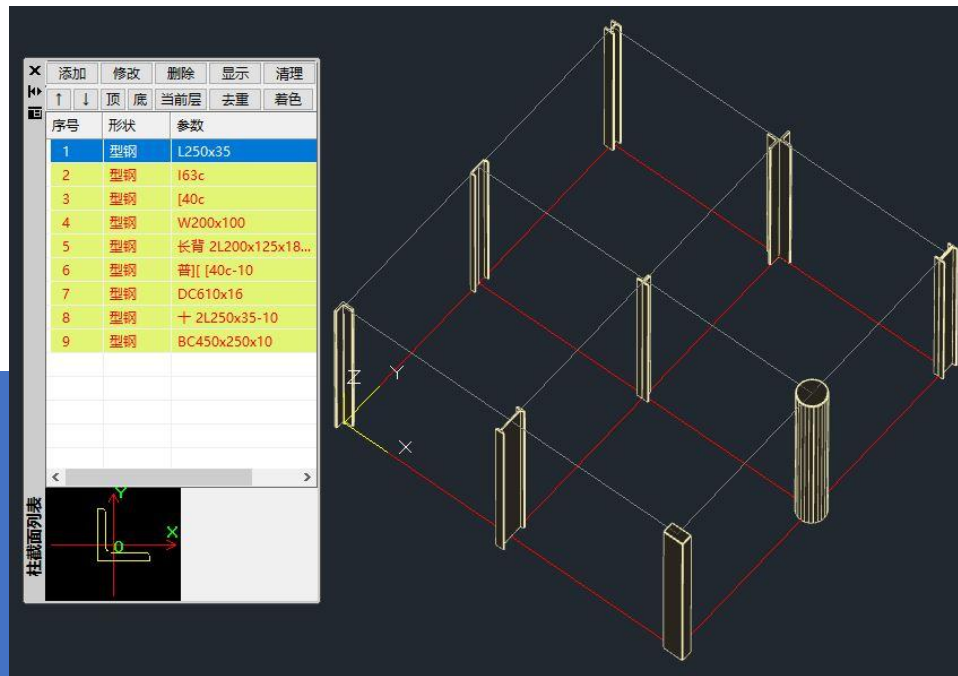 添加 修改 删除 显示 清理
↑ ↓ 顶 底 当前层 去重 着色
序号 形状 参数
1 型钢 L250x35
2 型钢 I63c
3 型钢 [40c
4 型钢 W200x100
5 型钢 长背 2L200x125x18...
6 型钢 普][ [40c-10
7 型钢 DC610x16
8 型钢 十 2L250x35-10
9 型钢 BC450x250x10
柱截面列表
Y
X
O
Z
Y
X